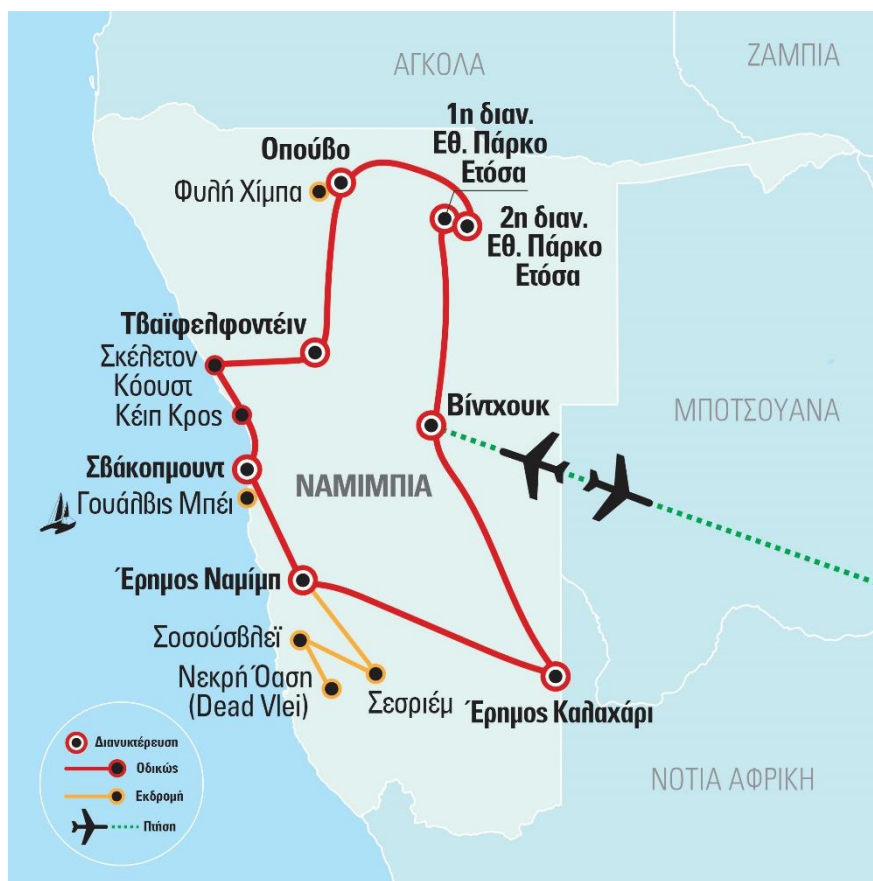 ΑΓΚΟΛΑ
ΖΑΜΠΙΑ
1η διαν.
Εθ. Πάρκο
Ετόσα
Οπούβο
Φυλή Χίμπα
2η διαν.
Εθ. Πάρκο
Ετόσα
Τβαϊφελφοντέιν
Σκέλετον
Κόουστ
Κέιπ Κρος
Βίντχουκ
ΜΠΟΤΣΟΥΑΝΑ
Σβάκοπμουντ
ΝΑΜΙΜΠΙΑ
Γουάλβις Μπέι
Έρημος Ναμίμπ
Σοσούσβλεϊ
Νεκρή Όαση
(Dead Vlei)
Σεσριέμ
Έρημος Καλαχάρι
ΝΟΤΙΑ ΑΦΡΙΚΗ
Διανυκτέρευση
Οδικώς
Εκδρομή
Πτήση